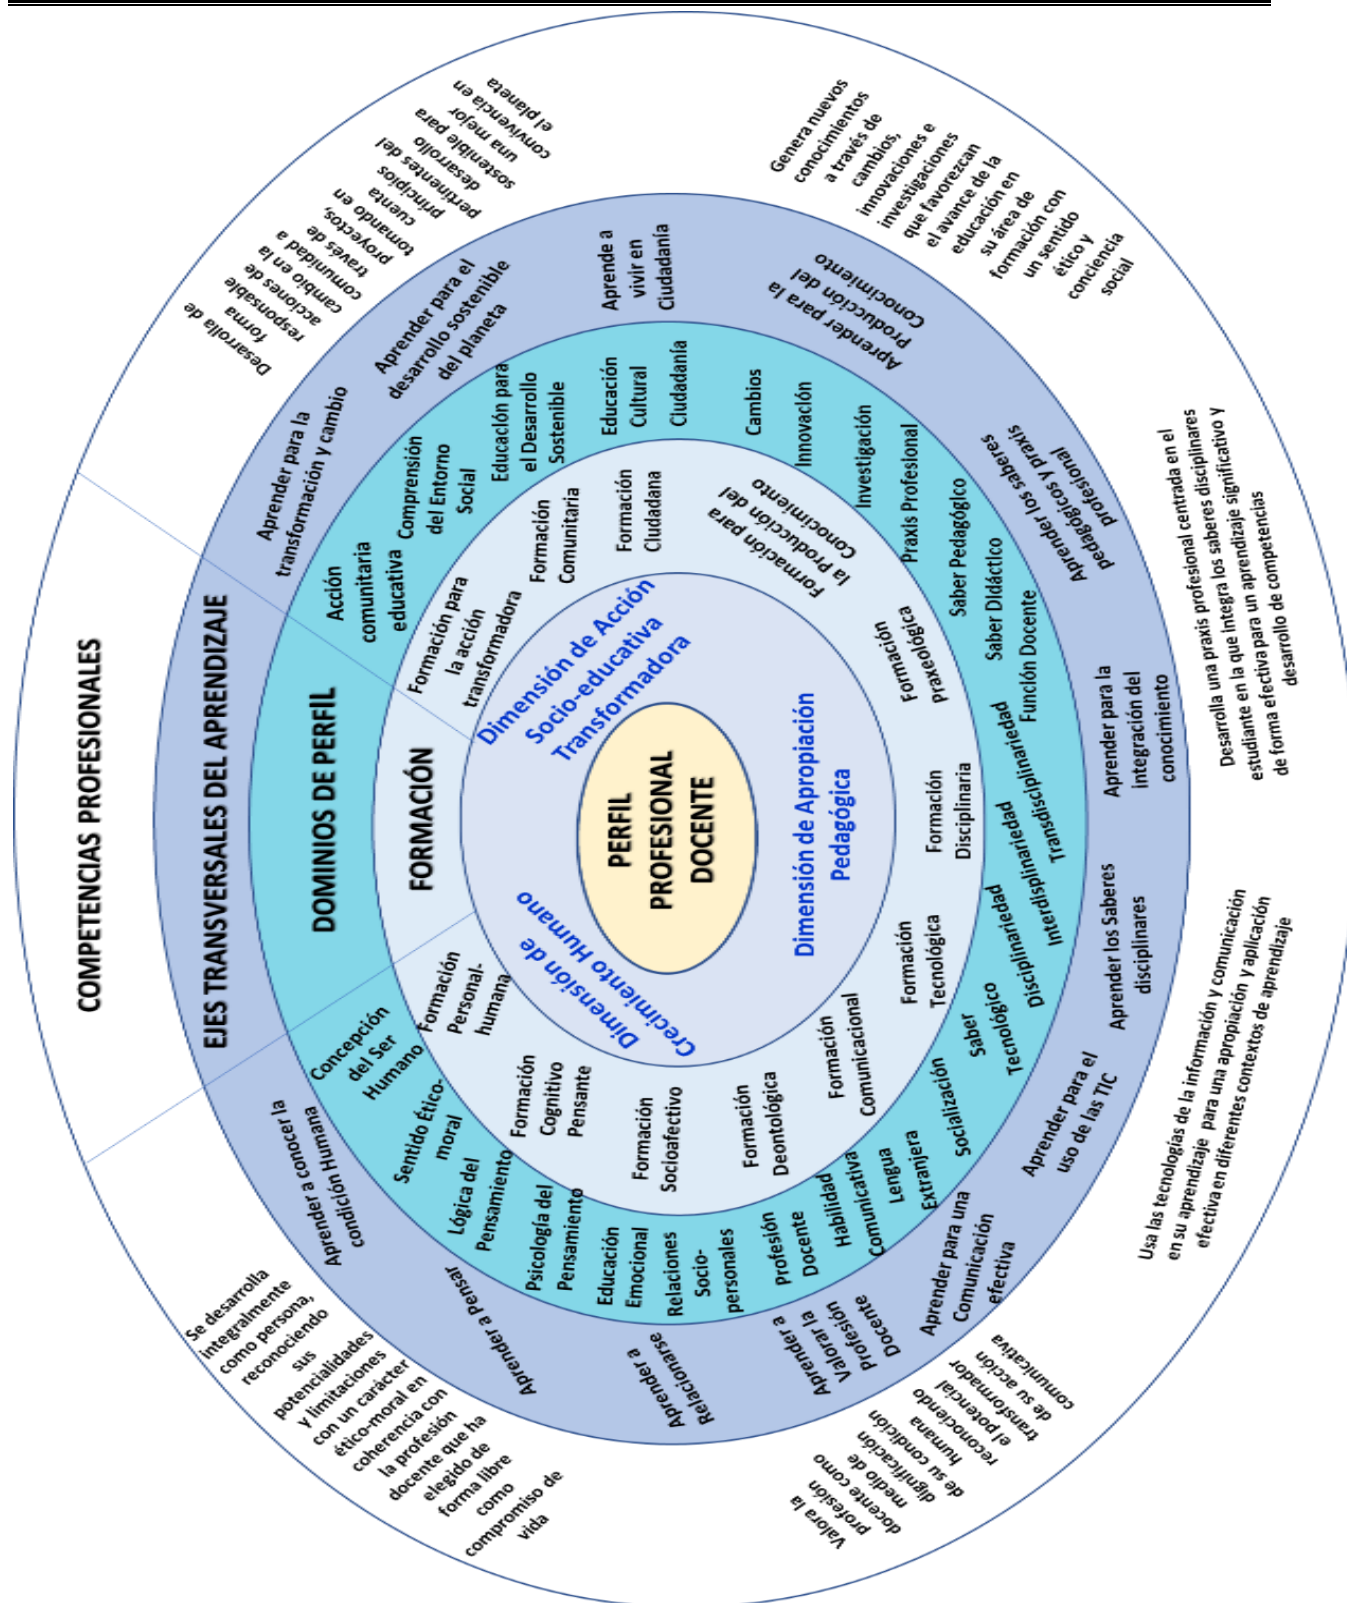 COMPETENCIAS PROFESIONALES
EJES TRANSVERSALES DEL APRENDIZAJE
DOMINIOS DE PERFIL
FORMACIÓN
PERFIL
PROFESIONAL
DOCENTE
Dimensión de
Crecimiento Humano
Dimensión de Apropiación
Pedagógica
Dimensión de Acción
Socio-educativa
Transformadora
Formación
Personal-
humana
Formación
Cognitivo
Pensante
Formación
Socioafectivo
Formación
Deontológica
Formación
Comunicacional
Formación
Tecnológica
Formación
Disciplinaria
Formación
Praxeológica
Formación para
la Producción del
Conocimiento
Formación
Ciudadana
Formación
Comunitaria
Formación para
la acción
transformadora
Concepción
del Ser
Humano
Sentido Ético-
moral
Lógica del
Pensamiento
Psicología del
Pensamiento
Educación
Emocional
Relaciones
Socio-
personales
Profesión
Docente
Habilidad
Comunicativa
Lengua
Extranjera
Socialización
Saber
Tecnológico
Disciplinariedad
Interdisplinariedad
Transdisciplinariedad
Función Docente
Saber Didáctico
Saber Pedagógico
Praxis Profesional
Investigación
Innovación
Cambios
Educación
Cultural
Ciudadanía
Educación para
el Desarrollo
Sostenible
Comprensión
del Entorno
Social
Acción
comunitaria
educativa
Aprender a conocer la
condición Humana
Aprender a Pensar
Aprender a
Relacionarse
Aprender a
Valorar la
Profesión
Docente
Aprender para una
Comunicación
efectiva
Aprender para el
uso de las TIC
Aprender los Saberes
disciplinares
Aprender para la
integración del
conocimiento
Aprender los saberes
pedagógicos y praxis
profesional
Aprender para la
Producción del
Conocimiento
Aprende a
vivir en
Ciudadanía
Aprender para el
desarrollo sostenible
del planeta
Aprender para la
transformación y cambio
Se desarrolla
integralmente
como persona,
reconociendo
sus
potencialidades
y limitaciones
con un carácter
ético-moral en
coherencia con
la profesión
docente que ha
elegido de
forma libre
como
compromiso de
vida
Valora la
profesión
docente como
medio de
dignificación
de su condición
humana
reconociendo
el potencial
transformador
de su acción
comunicativa
Usa las tecnologías de la información y comunicación
en su aprendizaje para una apropiación y aplicación
efectiva en diferentes contextos de aprendizaje
Desarrolla una praxis profesional centrada en el
estudiante en la que integra los saberes disciplinares
de forma efectiva para un aprendizaje significativo y
desarrollo de competencias
Genera nuevos
conocimientos
a través de
cambios,
innovaciones e
investigaciones
que favorezcan
el avance de la
educación en
su área de
formación con
un sentido
ético y
conciencia
social
Desarrolla de
forma
responsable
acciones de
cambio en la
comunidad a
través de
proyectos,
tomando en
cuenta
principios
pertinentes del
desarrollo
sostenible para
una mejor
convivencia en
el planeta